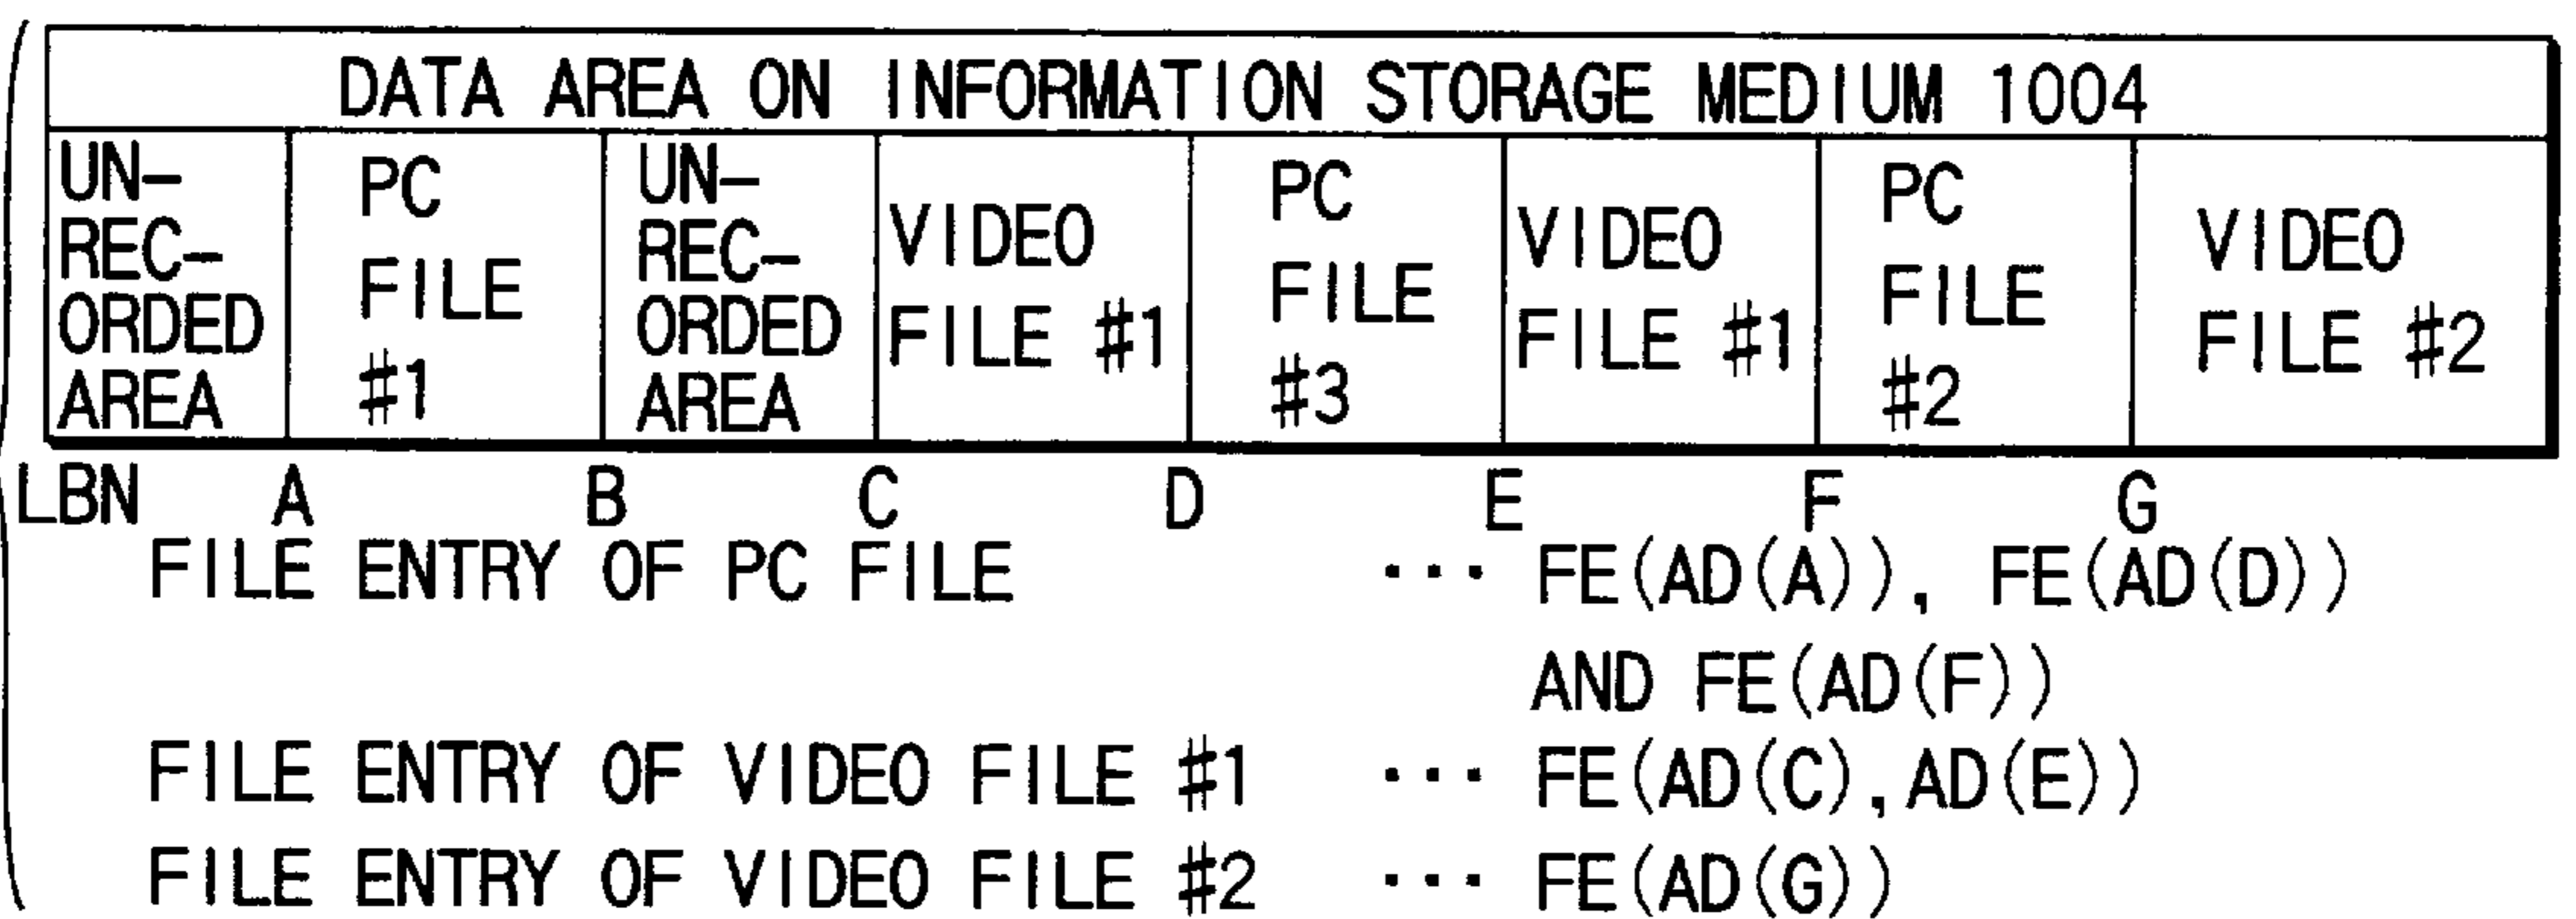 DATA AREA ON INFORMATION STORAGE MEDIUM 1004
UN-
REC-
ORDED
AREA
PC
FILE
#1
UN-
REC-
ORDED
AREA
VIDEO
FILE #1
PC
FILE
#3
VIDEO
FILE #1
PC
FILE
#2
VIDEO
FILE #2
LBN A B C D E F G
FILE ENTRY OF PC FILE ··· FE(AD(A)), FE(AD(D))
AND FE(AD(F))
FILE ENTRY OF VIDEO FILE #1 ··· FE(AD(C), AD(E))
FILE ENTRY OF VIDEO FILE #2 ··· FE(AD(G))